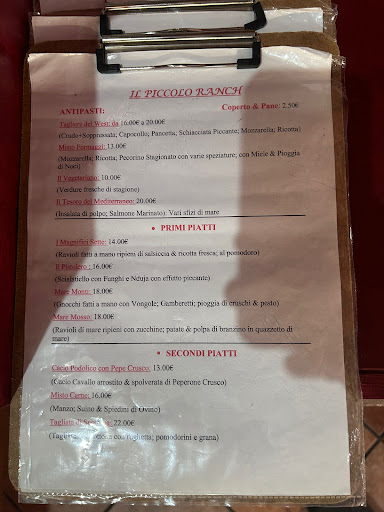 IL PICCOLO RANCH
ANTIPASTI: Coperto & Pane: 2.50€
Tagliere del West: da 16.00€ a 20.00€
(Crudo+Soppressata; Capocollo; Pancetta; Schiacciata Piccante; Mozzarella; Ricotta)
Misto Formaggi: 13.00€
(Mozzarella; Ricotta; Pecorino Stagionato con varie speziature; con Miele & Pioggia
di Noci)
Il Vegetariano: 10.00€
(Verdure fresche di stagione)
Il Tesoro del Mediterraneo: 20.00€
(Insalata di polpo; Salmone Marinato): Vari sfizi di mare
• PRIMI PIATTI
I Magnifici Sette: 14.00€
(Ravioli fatti a mano ripieni di salsiccia & ricotta fresca; al pomodoro)
Il 16.00€
(Scialatiello con Funghi e Nduja con effetto piccante)
Mare Monti: 18.00€
(Gnocchi fatti a mano con Vongole; Gamberetti; pioggia di cruschi & pesto)
Mare Mosso: 18.00€
(Ravioli di mare ripieni con zucchine; patate & polpa di branzino in guazzetto di
mare)
• SECONDI PIATTI
Cacio Podolico con Pepe Crusco: 13.00€
(Cacio Cavallo arrostito & spolverata di Peperone Crusco)
Misto Carne: 16.00€
(Manzo; Suino & Spiedini di Ovino)
Tagliata di 22.00€
con rughetta; pomodorini e grana)